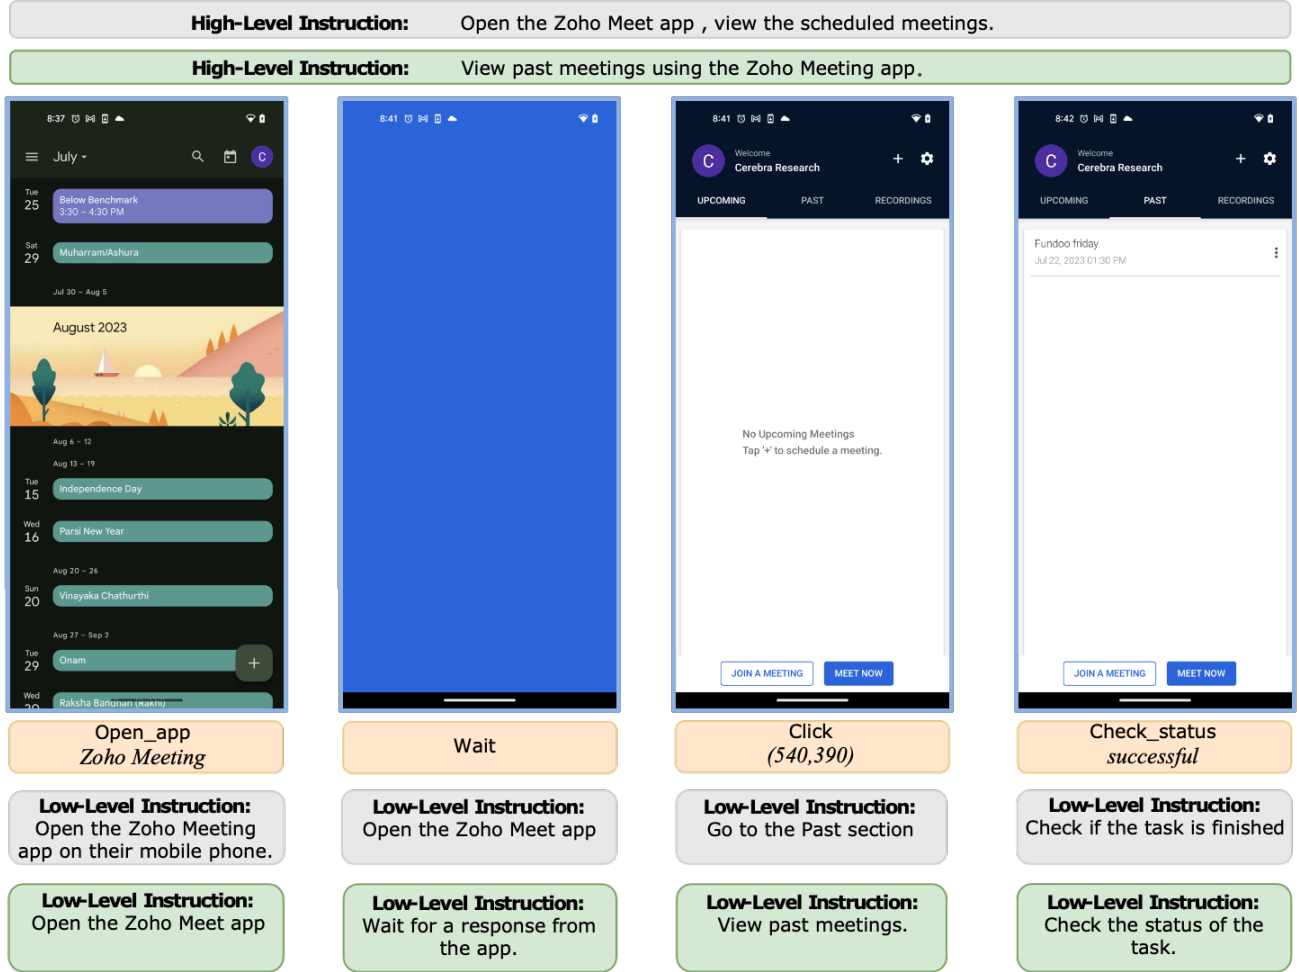 High-Level Instruction: Open the Zoho Meet app , view the scheduled meetings.
High-Level Instruction: View past meetings using the Zoho Meeting app.
8:37
July
C
Tue
25
Below Benchmark
3:30 – 4:30 PM
Sat
29
Muharram/Ashura
Jul 30 – Aug 5
August 2023
Aug 6 – 12
Aug 13 – 19
Tue
15
Independence Day
Wed
16
Parsi New Year
Aug 20 – 26
Sun
20
Vinayaka Chathurthi
Aug 27 – Sep 2
Tue
29
Onam
+
Wed
30
Raksha Bandhan (Rakhi)
8:41
8:41
C
Welcome
Cerebra Research
+
UPCOMING PAST RECORDINGS
No Upcoming Meetings
Tap '+' to schedule a meeting.
JOIN A MEETING MEET NOW
8:42
C
Welcome
Cerebra Research
+
UPCOMING PAST RECORDINGS
Fundoo friday
Jul 22, 2023 01:30 PM
JOIN A MEETING MEET NOW
Open_app
Zoho Meeting
Wait
Click
(540,390)
Check_status
successful
Low-Level Instruction:
Open the Zoho Meeting
app on their mobile phone.
Low-Level Instruction:
Open the Zoho Meet app
Low-Level Instruction:
Go to the Past section
Low-Level Instruction:
Check if the task is finished
Low-Level Instruction:
Open the Zoho Meet app
Low-Level Instruction:
Wait for a response from
the app.
Low-Level Instruction:
View past meetings.
Low-Level Instruction:
Check the status of the
task.